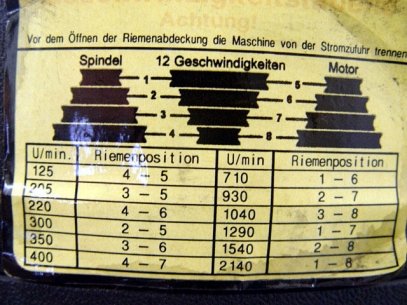 Achtung!
Vor dem Öffnen der Riemenabdeckung die Maschine von der Stromzufuhr trennen
Spindel 12 Geschwindigkeiten Motor
1 5
2 6
3 7
4 8
U/min. Riemenposition U/min Riemenposition
125 4 - 5 710 1 - 6
205 3 - 5 930 2 - 7
220 4 - 6 1040 3 - 8
300 2 - 5 1290 1 - 7
350 3 - 6 1540 2 - 8
400 4 - 7 2140 1 - 8